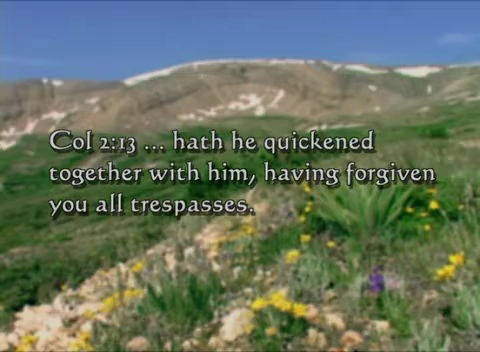 Col 2:13 ... hath he quickened
together with him, having forgiven
you all trespasses.